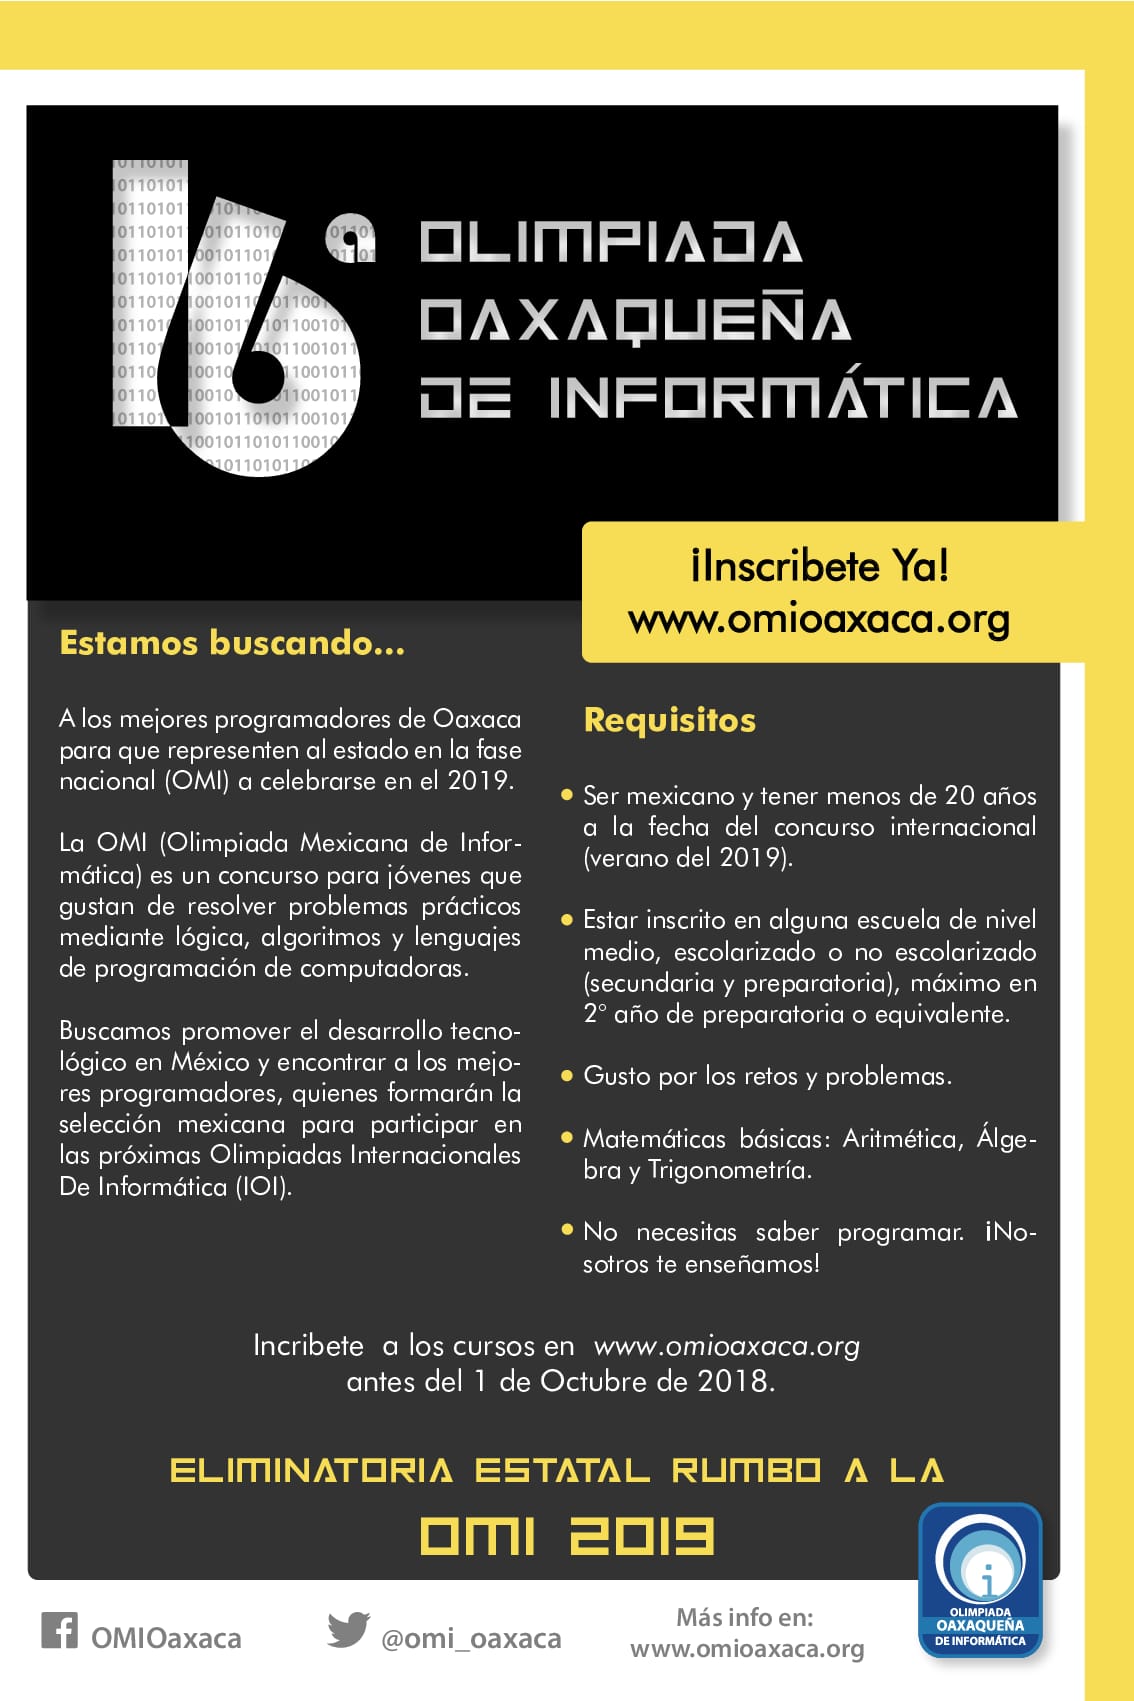 16ª
OLIMPIADA
OAXAQUEÑA
DE INFORMÁTICA
¡Inscribete Ya!
www.omioaxaca.org
Estamos buscando...
A los mejores programadores de Oaxaca
para que representen al estado en la fase
nacional (OMI) a celebrarse en el 2019.
La OMI (Olimpiada Mexicana de Infor-
mática) es un concurso para jóvenes que
gustan de resolver problemas prácticos
mediante lógica, algoritmos y lenguajes
de programación de computadoras.
Buscamos promover el desarrollo tecno-
lógico en México y encontrar a los mejo-
res programadores, quienes formarán la
selección mexicana para participar en
las próximas Olimpiadas Internacionales
De Informática (IOI).
Requisitos
• Ser mexicano y tener menos de 20 años
a la fecha del concurso internacional
(verano del 2019).
• Estar inscrito en alguna escuela de nivel
medio, escolarizado o no escolarizado
(secundaria y preparatoria), máximo en
2° año de preparatoria o equivalente.
• Gusto por los retos y problemas.
• Matemáticas básicas: Aritmética, Álge-
bra y Trigonometría.
• No necesitas saber programar. ¡No-
sotros te enseñamos!
Incribete a los cursos en www.omioaxaca.org
antes del 1 de Octubre de 2018.
ELIMINATORIA ESTATAL RUMBO A LA
OMI 2019
OMIOaxaca
@omi_oaxaca
Más info en:
www.omioaxaca.org
i
OLIMPIADA
OAXAQUEÑA
DE INFORMÁTICA